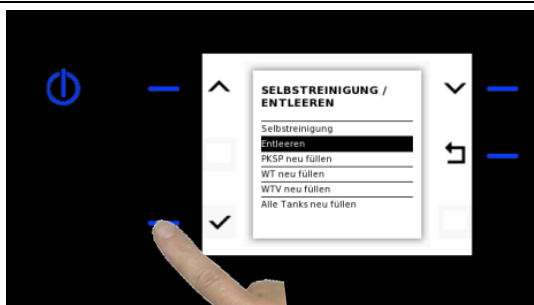 SELBSTREINIGUNG /
ENTLEEREN
Selbstreinigung
Entleeren
PKSP neu füllen
WT neu füllen
WTV neu füllen
Alle Tanks neu füllen